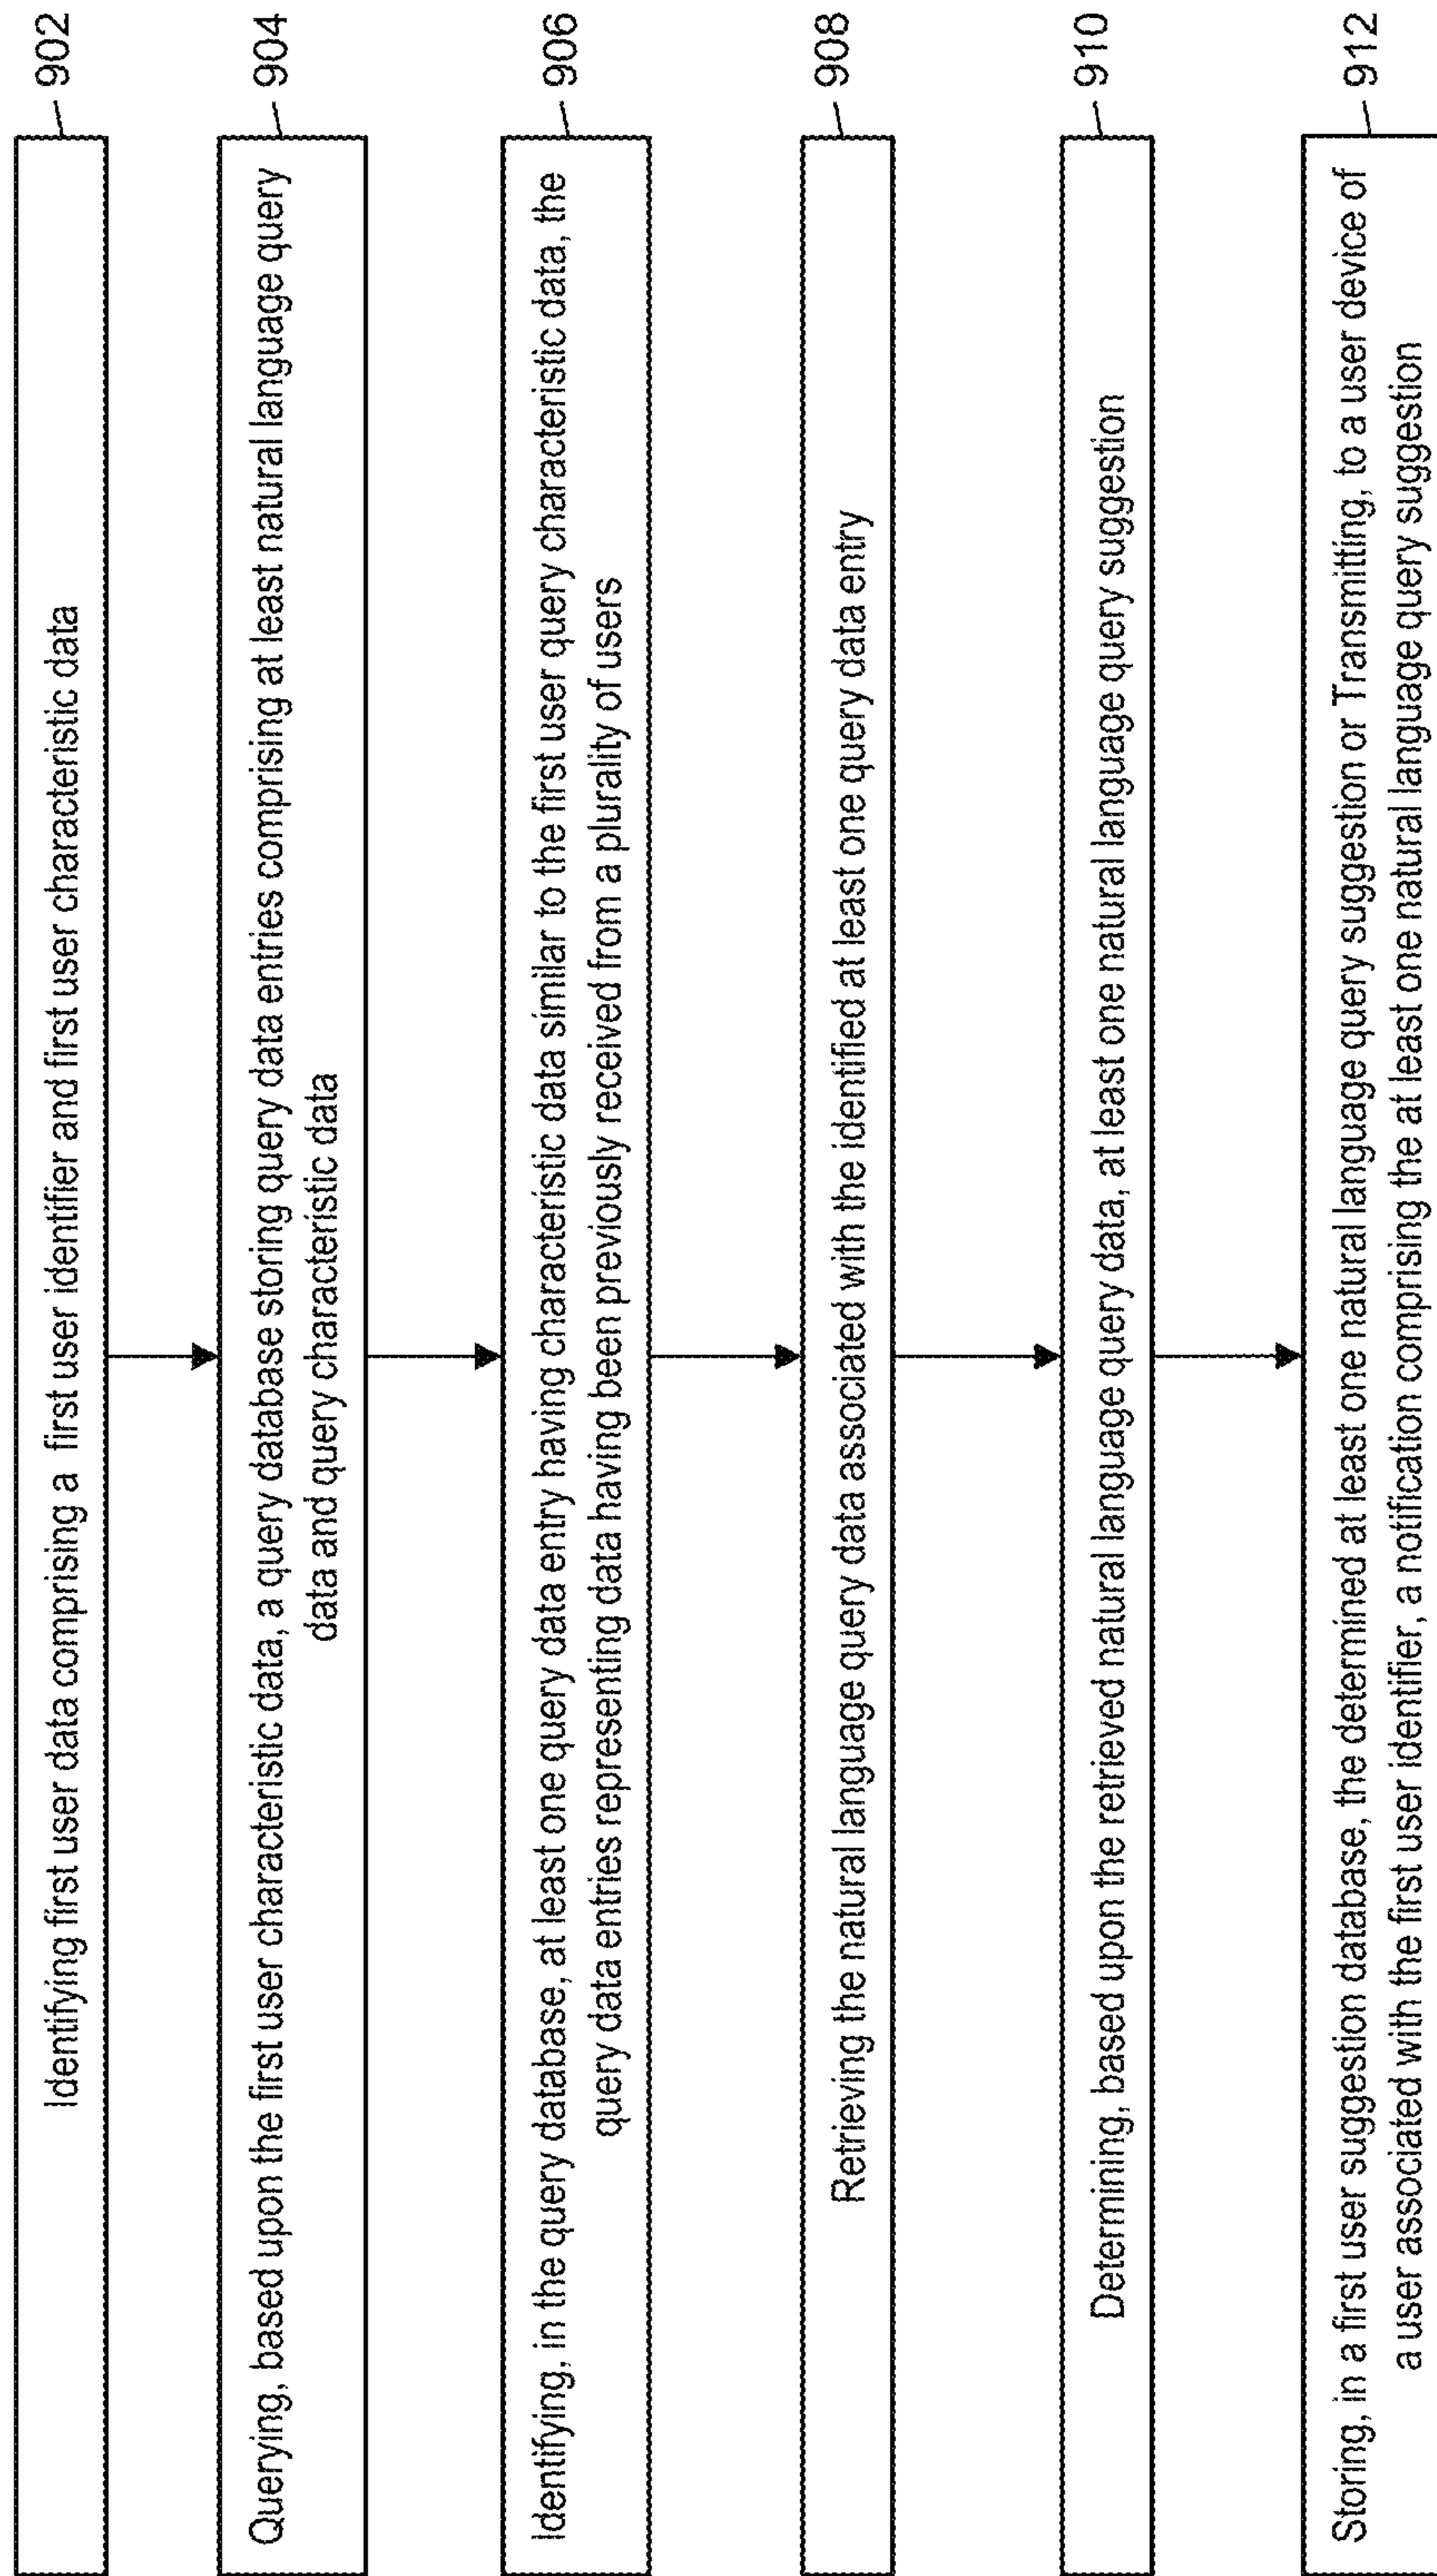 Identifying first user data comprising a first user identifier and first user characteristic data
902
Querying, based upon the first user characteristic data, a query database storing query data entries comprising at least natural language query
data and query characteristic data
904
Identifying, in the query database, at least one query data entry having characteristic data similar to the first user query characteristic data, the
query data entries representing data having been previously received from a plurality of users
906
Retrieving the natural language query data associated with the identified at least one query data entry
908
Determining, based upon the retrieved natural language query data, at least one natural language query suggestion
910
Storing, in a first user suggestion database, the determined at least one natural language query suggestion or Transmitting, to a user device of
a user associated with the first user identifier, a notification comprising the at least one natural language query suggestion
912